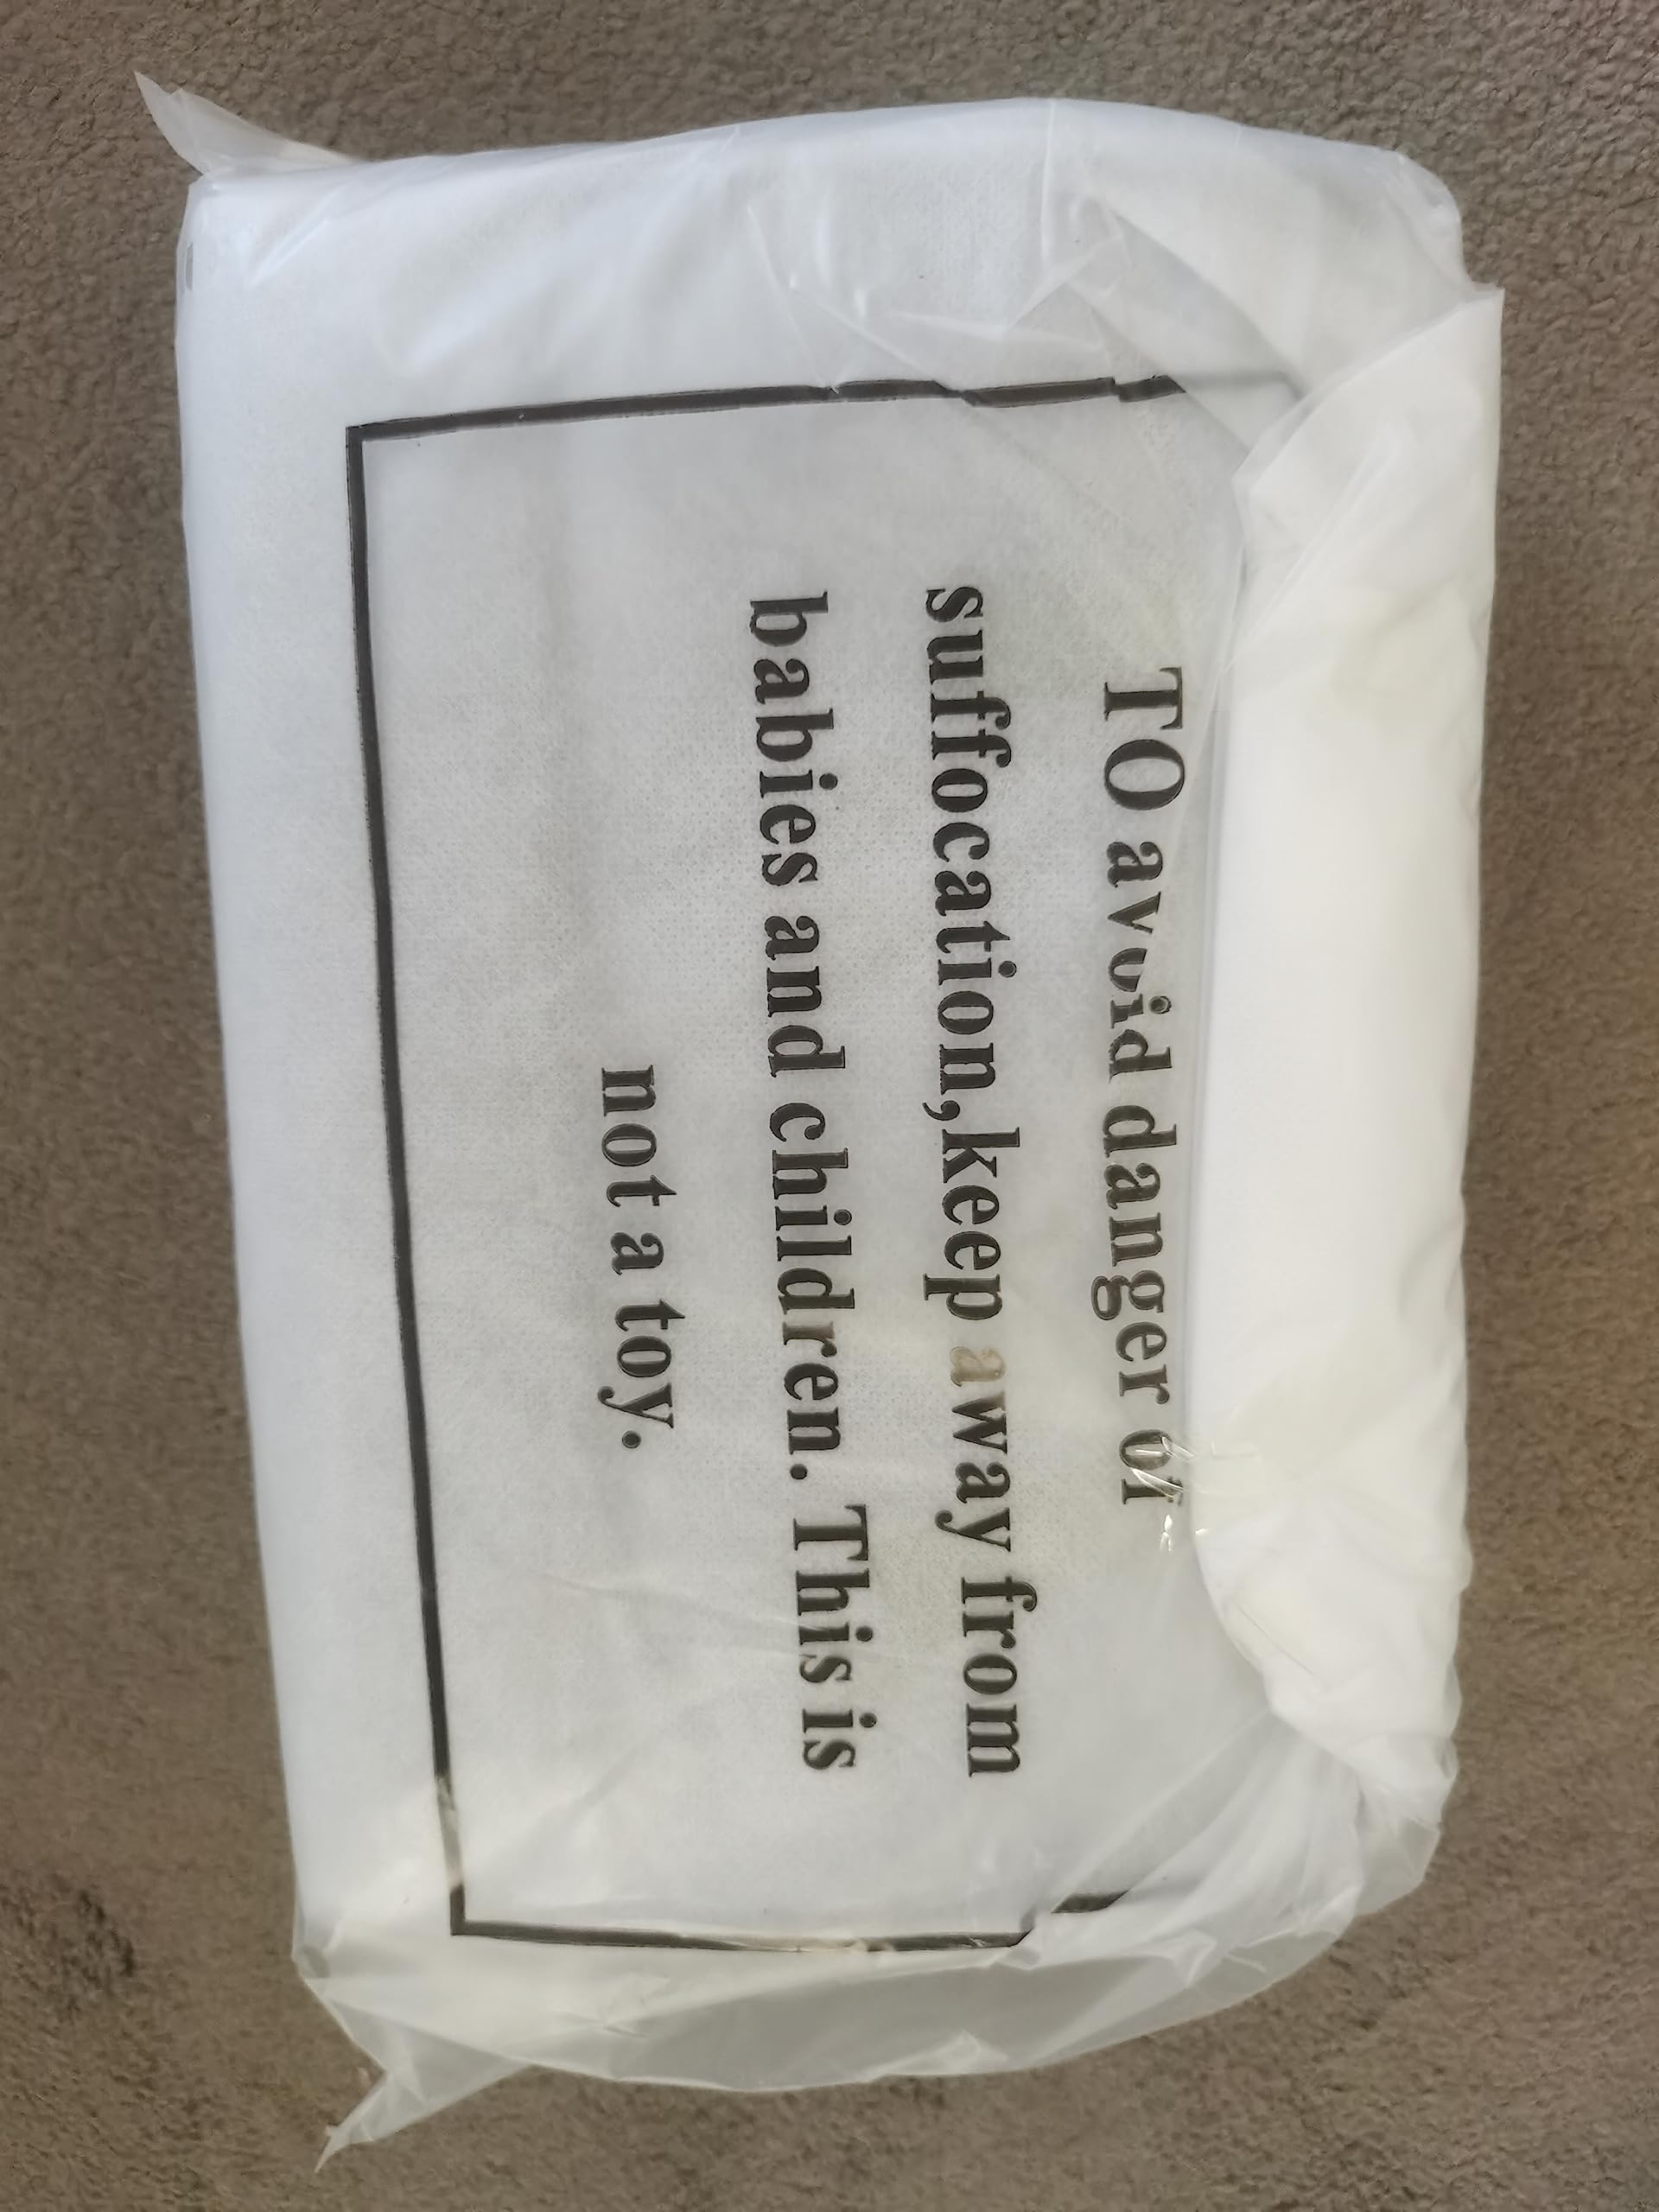 TO avoid danger of
suffocation,keep away from
babies and children. This is
not a toy.